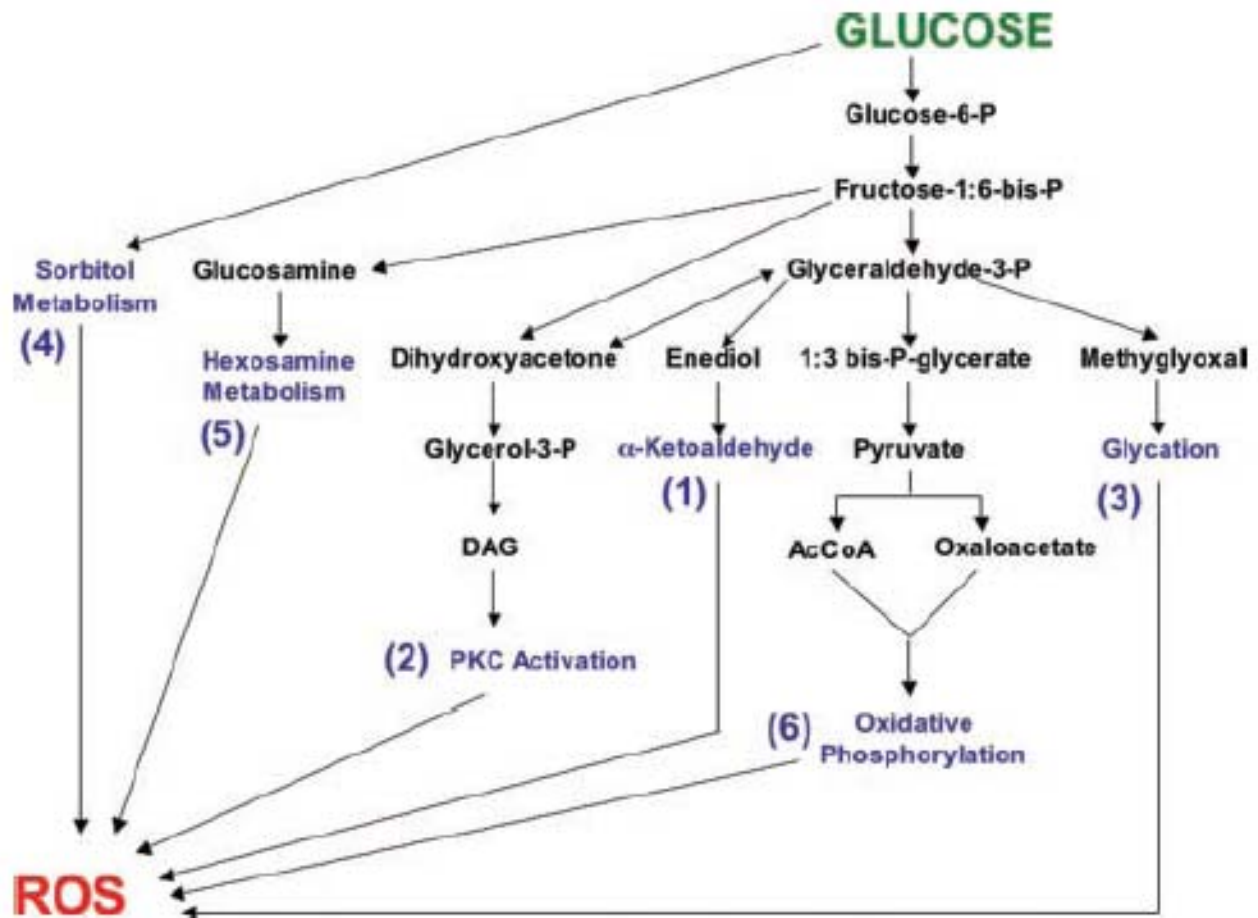 GLUCOSE
Glucose-6-P
Fructose-1:6-bis-P
Sorbitol
Metabolism
(4)
Glucosamine
Glyceraldehyde-3-P
Hexosamine
Metabolism
(5)
Dihydroxyacetone
Enediol
1:3 bis-P-glycerate
Methyglyoxal
Glycerol-3-P
α-Ketoaldehyde
(1)
Pyruvate
Glycation
(3)
DAG
AcCoA
Oxaloacetate
(2) PKC Activation
(6) Oxidative
Phosphorylation
ROS